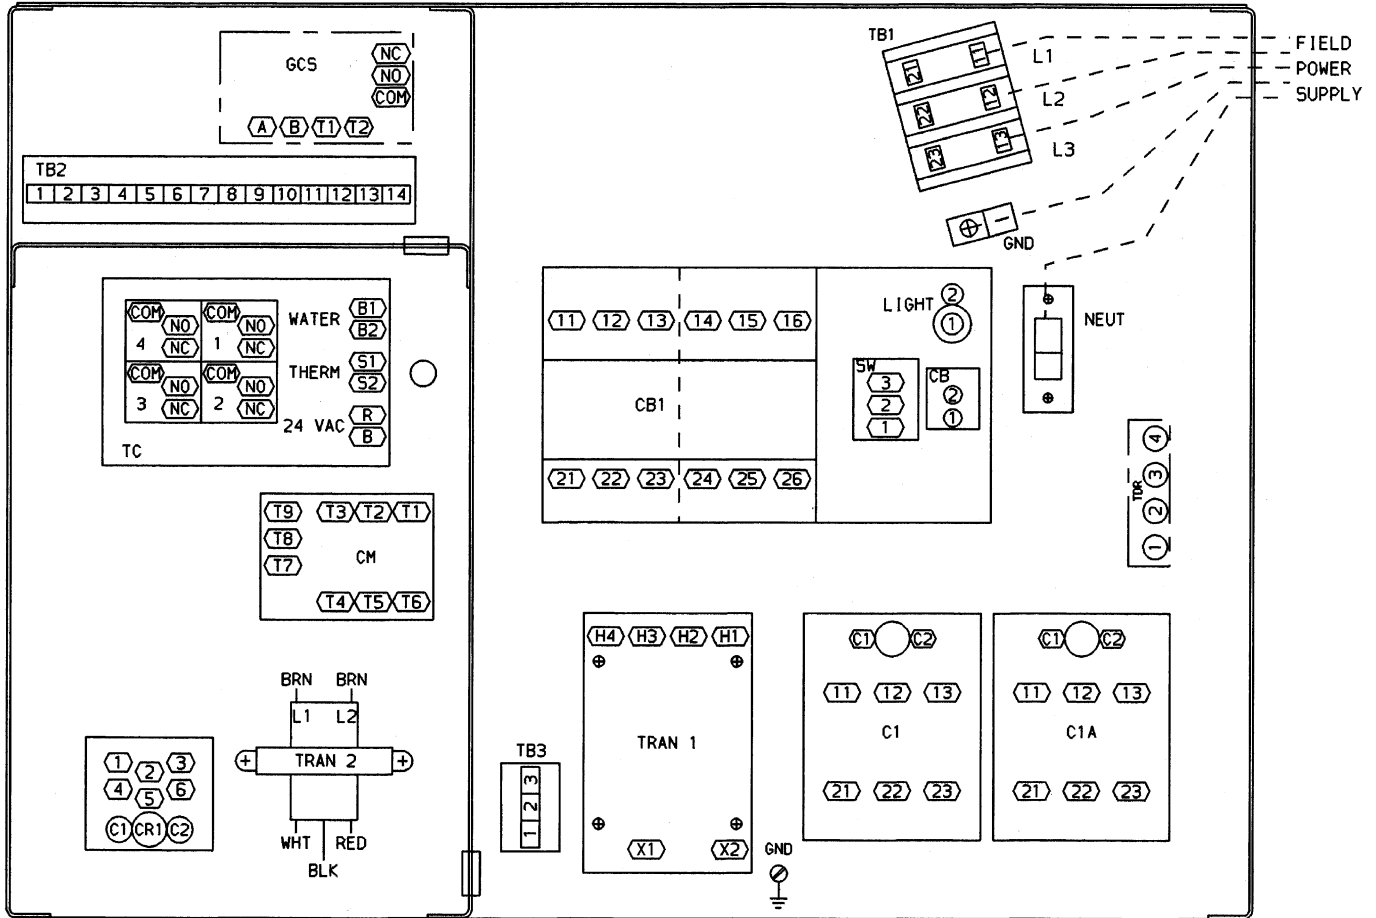 GCS
NC
NO
COM
A B T1 T2
TB2
1 2 3 4 5 6 7 8 9 10 11 12 13 14
COM NO NC 4
COM NO NC 1
COM NO NC 3
COM NO NC 2
WATER B1 B2
THERM S1 S2
24 VAC R B
TC
T9 T3 T2 T1
T8
CM
T7
T4 T5 T6
BRN BRN
L1 L2
TRAN 2
WHT RED
BLK
1 2 3
4 5 6
C1 CR1 C2
TB1
21 L1 L1
22 L2 L2
23 L3 L3
FIELD
POWER
SUPPLY
GND
NEUT
11 12 13 14 15 16
CB1
21 22 23 24 25 26
LIGHT 2
1
SW
3
2
1
CB
2
1
TDR
4
3
2
1
TB3
3
2
1
H4 H3 H2 H1
TRAN 1
X1 X2
GND
C1 C2
11 12 13
C1
21 22 23
C1 C2
11 12 13
C1A
21 22 23